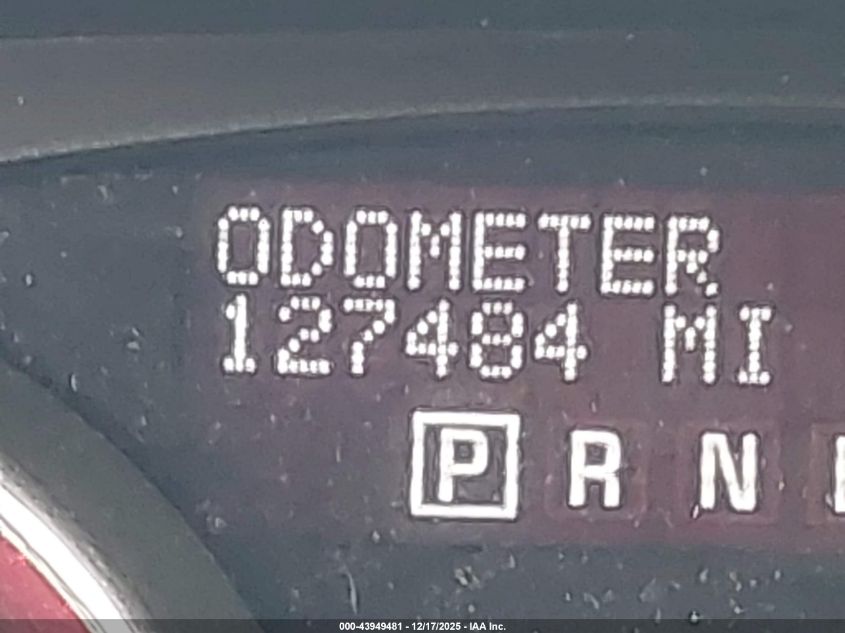 ODOMETER
127484 MI
P R N
000-43949481 - 12/17/2025 - IAA Inc.